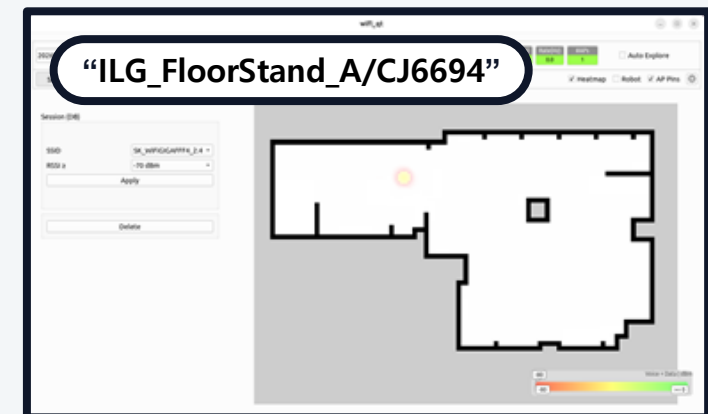 wifi_qt
“ILG_FloorStand_A/CJ6694”
Auto Explore
Heatmap Robot AP Pins
Session (DB)
SSID
RSSI ≥ -70 dBm
Apply
Delete